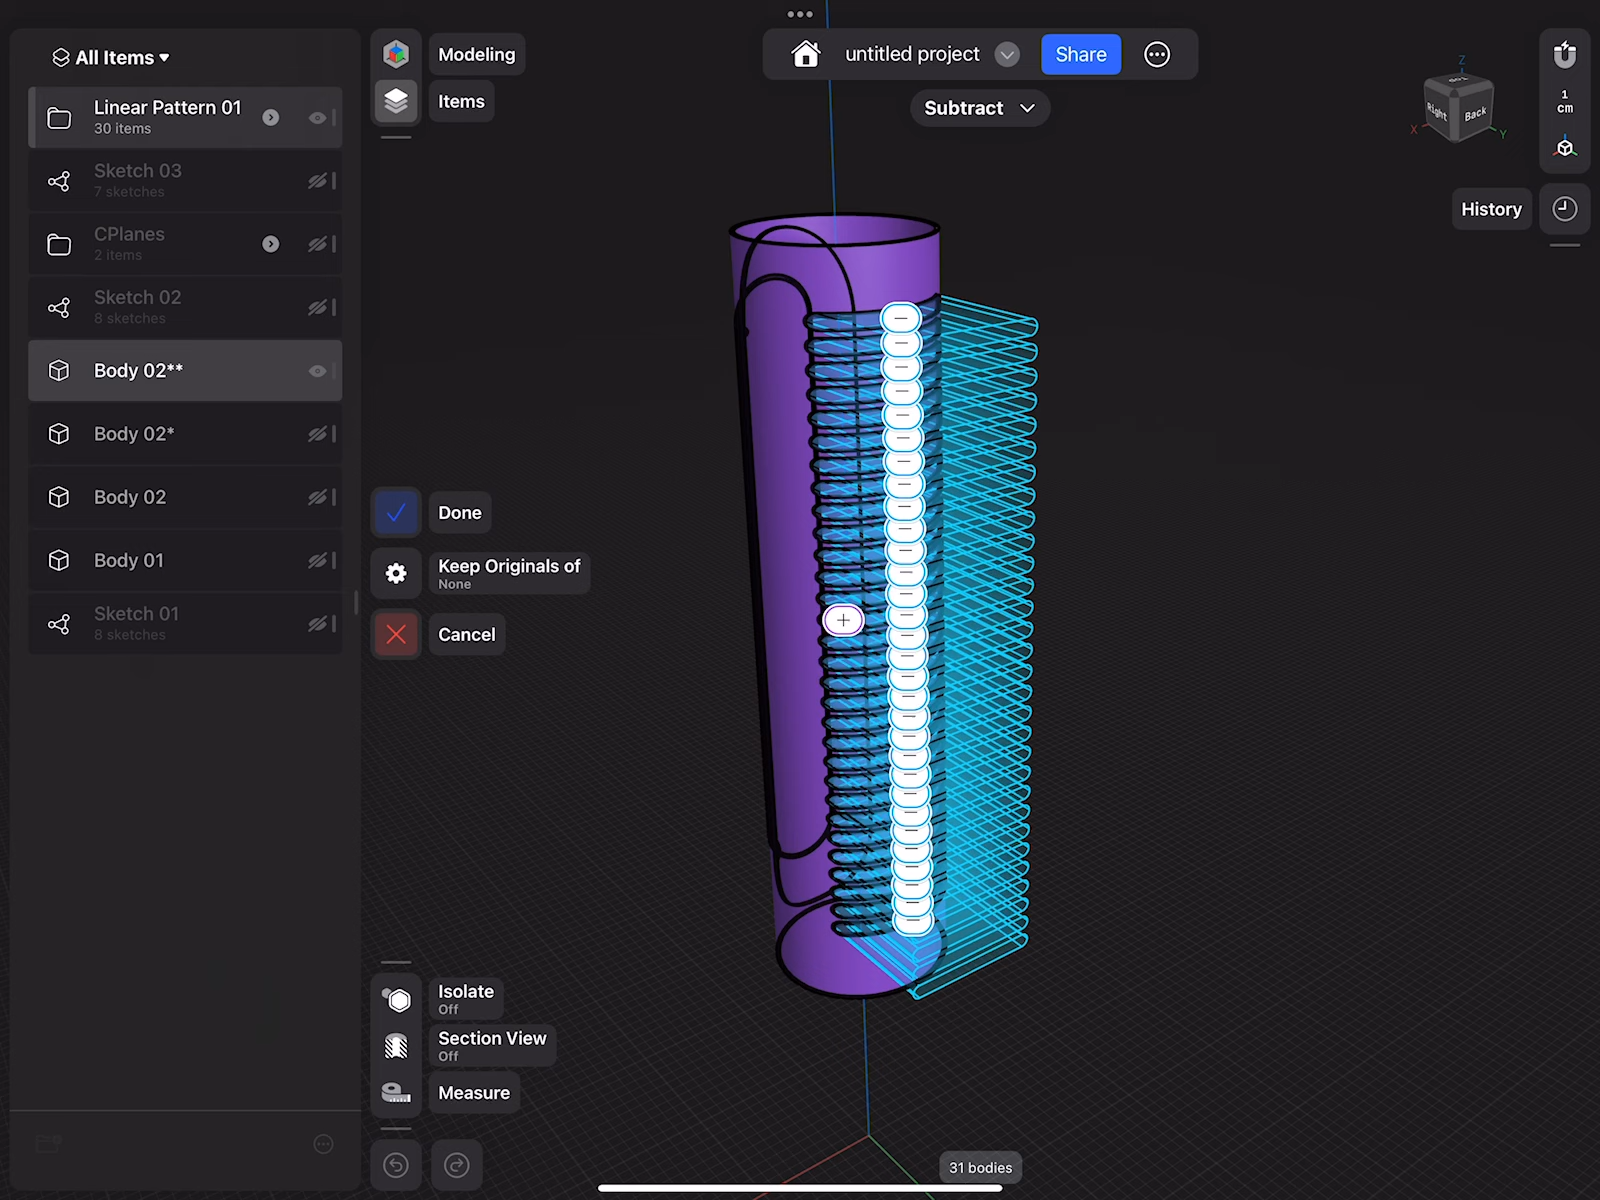 All Items
Linear Pattern 01
30 items
Sketch 03
7 sketches
CPlanes
2 items
Sketch 02
8 sketches
Body 02**
Body 02*
Body 02
Body 01
Sketch 01
8 sketches
Modeling
Items
untitled project
Share
Subtract
Z
Right
Back
X
Y
1
cm
History
Done
Keep Originals of
None
Cancel
Isolate
Off
Section View
Off
Measure
31 bodies